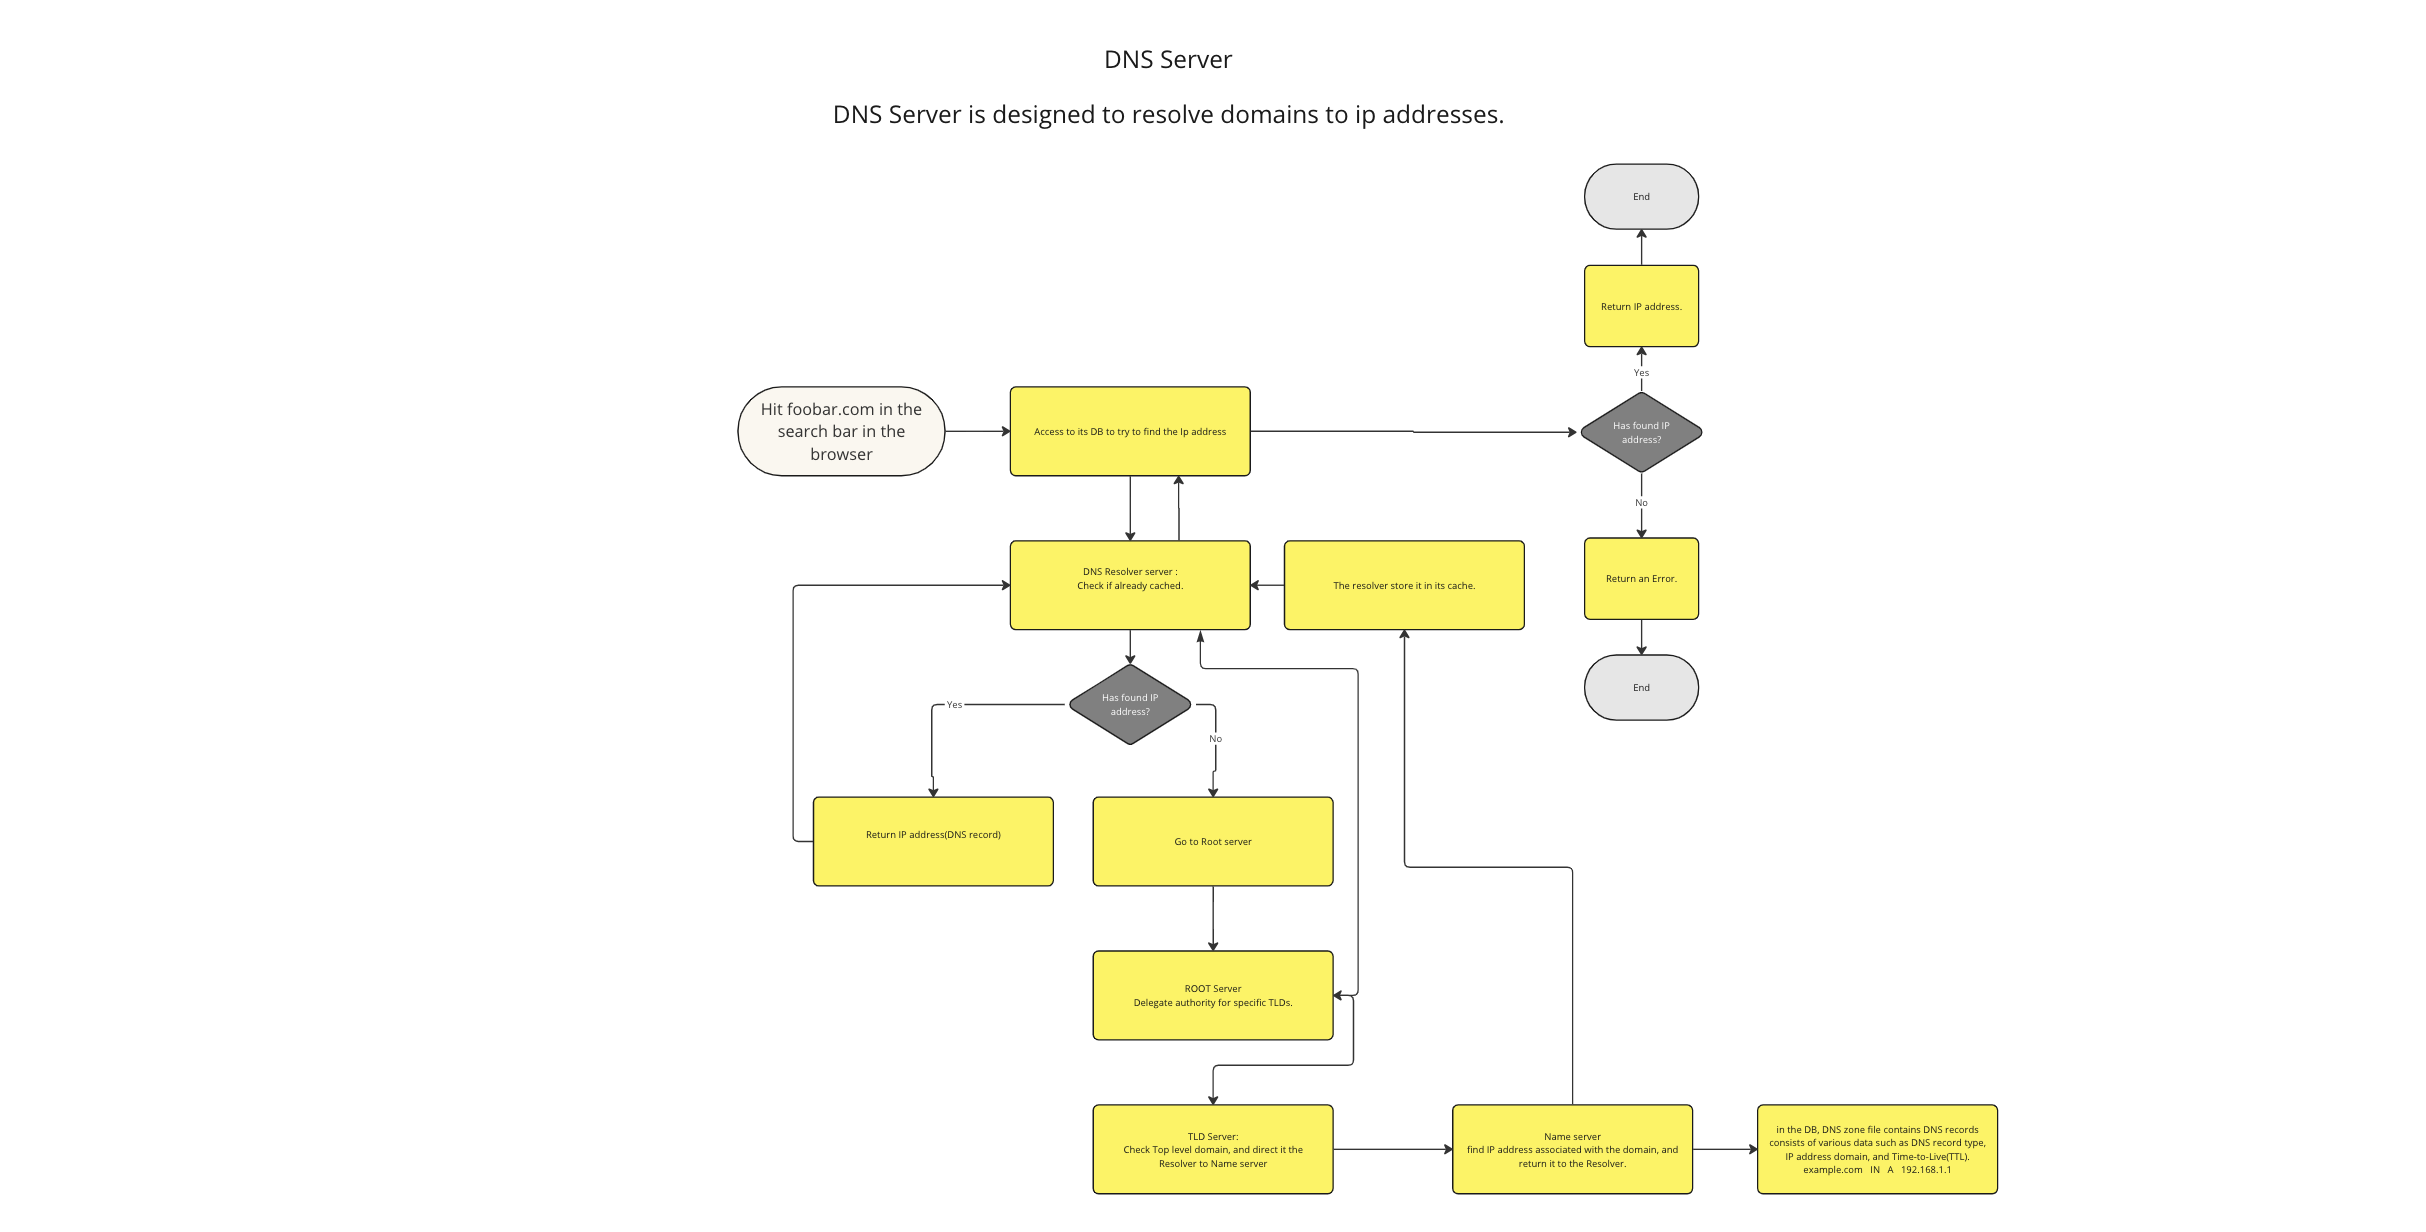 DNS Server
DNS Server is designed to resolve domains to ip addresses.
End
Return IP address.
Yes
Hit foobar.com in the
search bar in the
browser
Access to its DB to try to find the Ip address
Has found IP
address?
No
DNS Resolver server :
Check if already cached.
The resolver store it in its cache.
Return an Error.
End
Has found IP
address?
Yes
No
Return IP address(DNS record)
Go to Root server
ROOT Server
Delegate authority for specific TLDs.
TLD Server:
Check Top level domain, and direct it the
Resolver to Name server
Name server
find IP address associated with the domain, and
return it to the Resolver.
in the DB, DNS zone file contains DNS records
consists of various data such as DNS record type,
IP address domain, and Time-to-Live(TTL).
example.com IN A 192.168.1.1